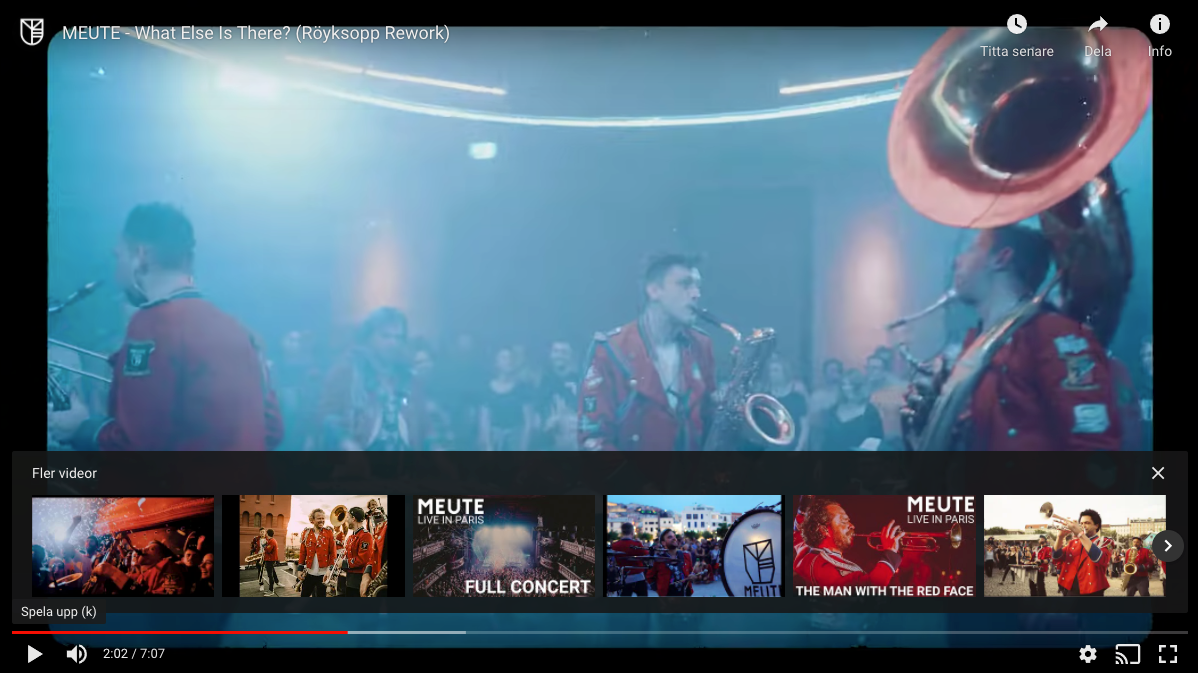 MEUTE - What Else Is There? (Röyksopp Rework)
Titta senare
Dela
Info
Fler videor
MEUTE
LIVE IN PARIS
FULL CONCERT
MEUTE
MEUTE
LIVE IN PARIS
THE MAN WITH THE RED FACE
Spela upp (k)
2:02 / 7:07